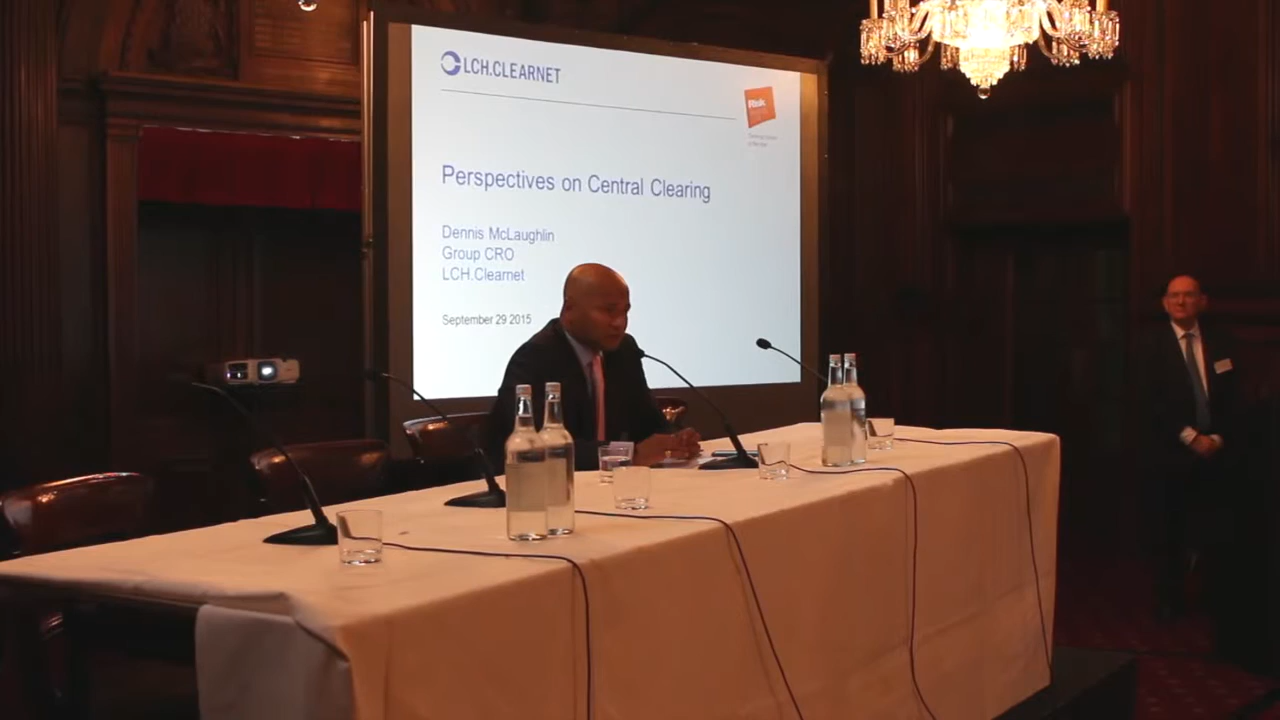 LCH.CLEARNET
Risk
Perspectives on Central Clearing
Dennis McLaughlin
Group CRO
LCH.Clearnet
September 29 2015